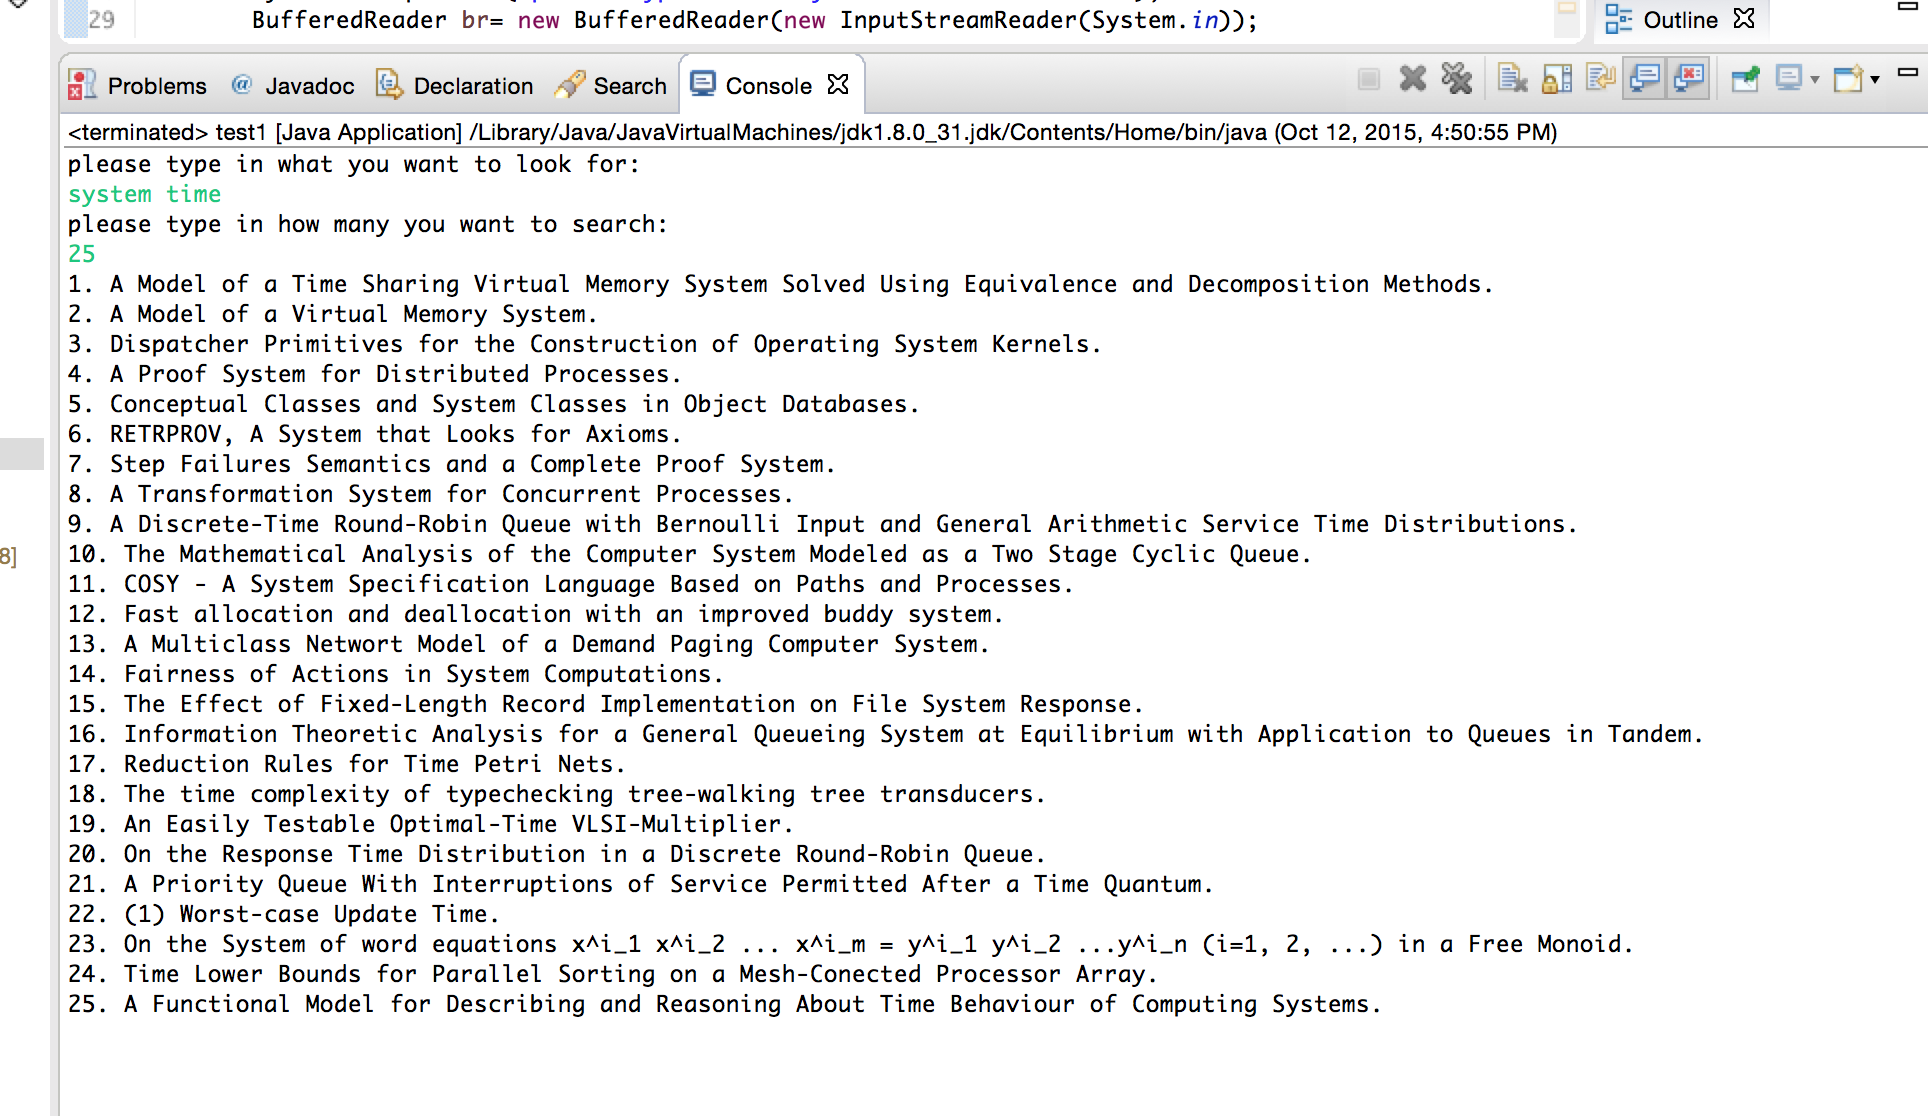 29 BufferedReader br= new BufferedReader(new InputStreamReader(System.in));
Outline
Problems @ Javadoc Declaration Search Console
<terminated> test1 [Java Application] /Library/Java/JavaVirtualMachines/jdk1.8.0_31.jdk/Contents/Home/bin/java (Oct 12, 2015, 4:50:55 PM)
please type in what you want to look for:
system time
please type in how many you want to search:
25
1. A Model of a Time Sharing Virtual Memory System Solved Using Equivalence and Decomposition Methods.
2. A Model of a Virtual Memory System.
3. Dispatcher Primitives for the Construction of Operating System Kernels.
4. A Proof System for Distributed Processes.
5. Conceptual Classes and System Classes in Object Databases.
6. RETRPROV, A System that Looks for Axioms.
7. Step Failures Semantics and a Complete Proof System.
8. A Transformation System for Concurrent Processes.
9. A Discrete-Time Round-Robin Queue with Bernoulli Input and General Arithmetic Service Time Distributions.
8]
10. The Mathematical Analysis of the Computer System Modeled as a Two Stage Cyclic Queue.
11. COSY - A System Specification Language Based on Paths and Processes.
12. Fast allocation and deallocation with an improved buddy system.
13. A Multiclass Networt Model of a Demand Paging Computer System.
14. Fairness of Actions in System Computations.
15. The Effect of Fixed-Length Record Implementation on File System Response.
16. Information Theoretic Analysis for a General Queueing System at Equilibrium with Application to Queues in Tandem.
17. Reduction Rules for Time Petri Nets.
18. The time complexity of typechecking tree-walking tree transducers.
19. An Easily Testable Optimal-Time VLSI-Multiplier.
20. On the Response Time Distribution in a Discrete Round-Robin Queue.
21. A Priority Queue With Interruptions of Service Permitted After a Time Quantum.
22. (1) Worst-case Update Time.
23. On the System of word equations x^i_1 x^i_2 ... x^i_m = y^i_1 y^i_2 ...y^i_n (i=1, 2, ...) in a Free Monoid.
24. Time Lower Bounds for Parallel Sorting on a Mesh-Conected Processor Array.
25. A Functional Model for Describing and Reasoning About Time Behaviour of Computing Systems.